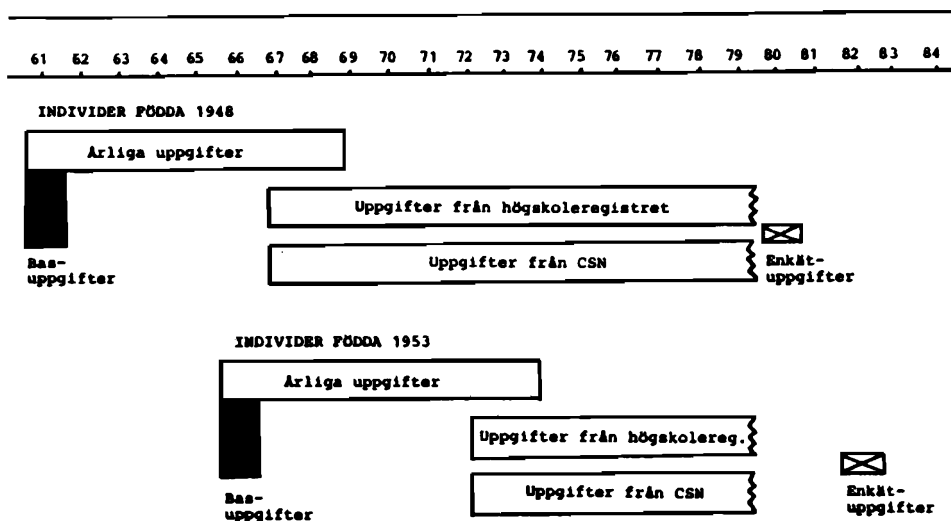 61 62 63 64 65 66 67 68 69 70 71 72 73 74 75 76 77 78 79 80 81 82 83 84
INDIVIDER FÖDDA 1948
Årliga uppgifter
Uppgifter från högskoleregistret
Uppgifter från CSN
Bas-
uppgifter
Enkät-
uppgifter
INDIVIDER FÖDDA 1953
Årliga uppgifter
Uppgifter från högskolereg.
Uppgifter från CSN
Bas-
uppgifter
Enkät-
uppgifter